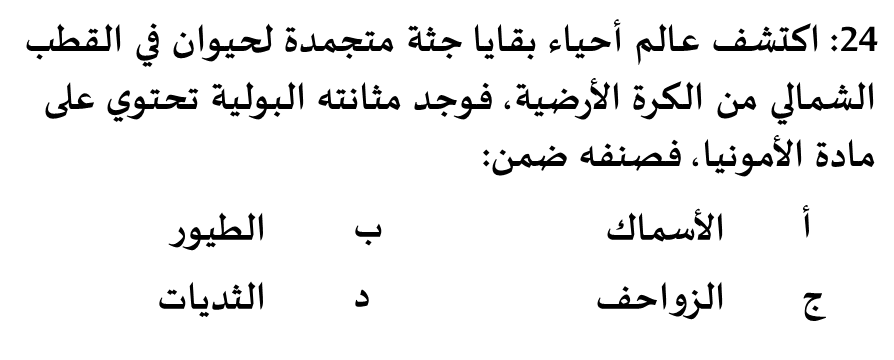 24: اكتشف عالم أحياء بقايا جثة متجمدة لحيوان في القطب
الشمالي من الكرة الأرضية، فوجد مثانته البولية تحتوي على
مادة الأمونيا، فصنفه ضمن:
أ الأسماك ب الطيور
ج الزواحف د الثديات